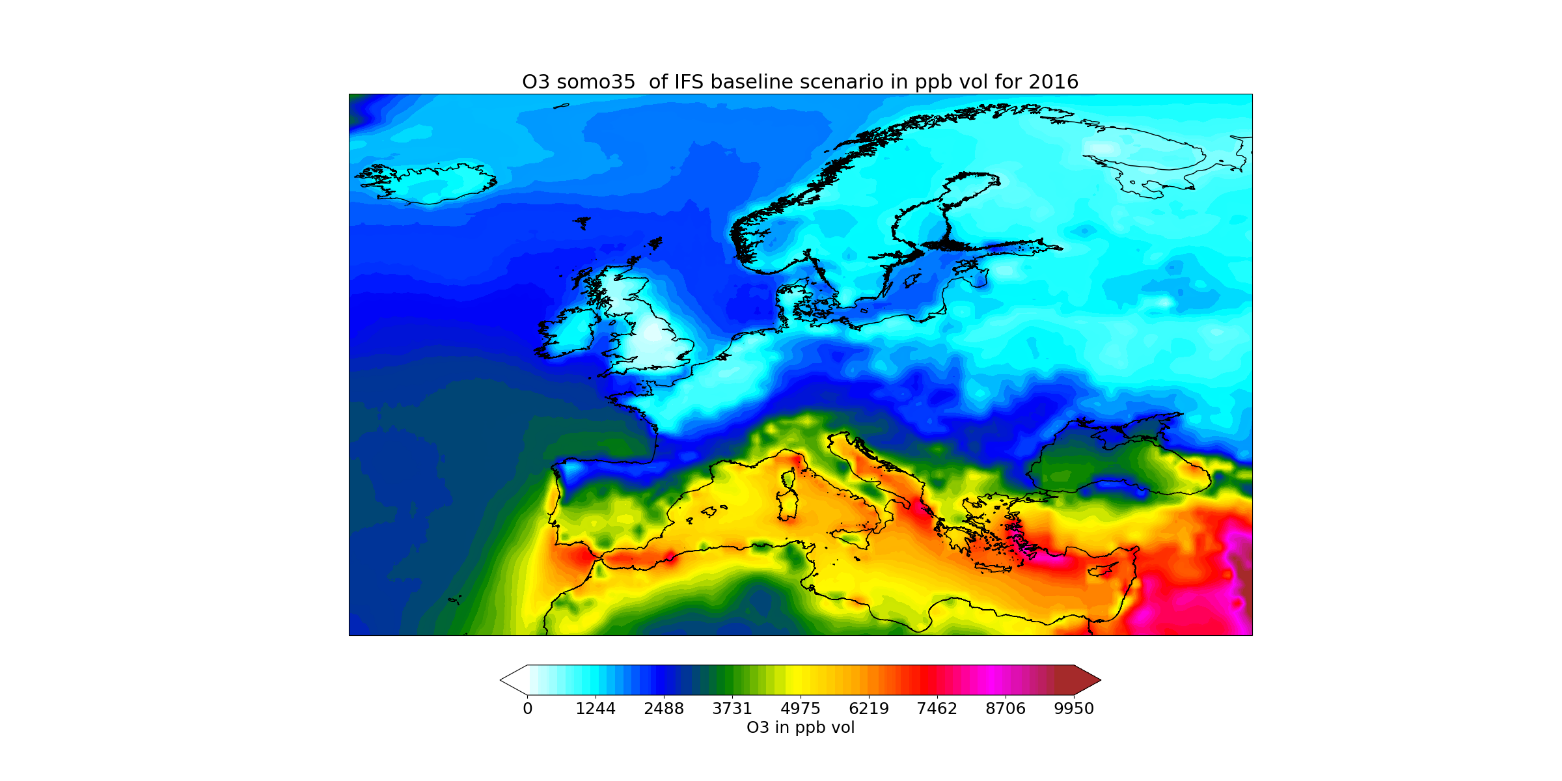 O3 somo35  of IFS baseline scenario in ppb vol for 2016
0 1244 2488 3731 4975 6219 7462 8706 9950
O3 in ppb vol